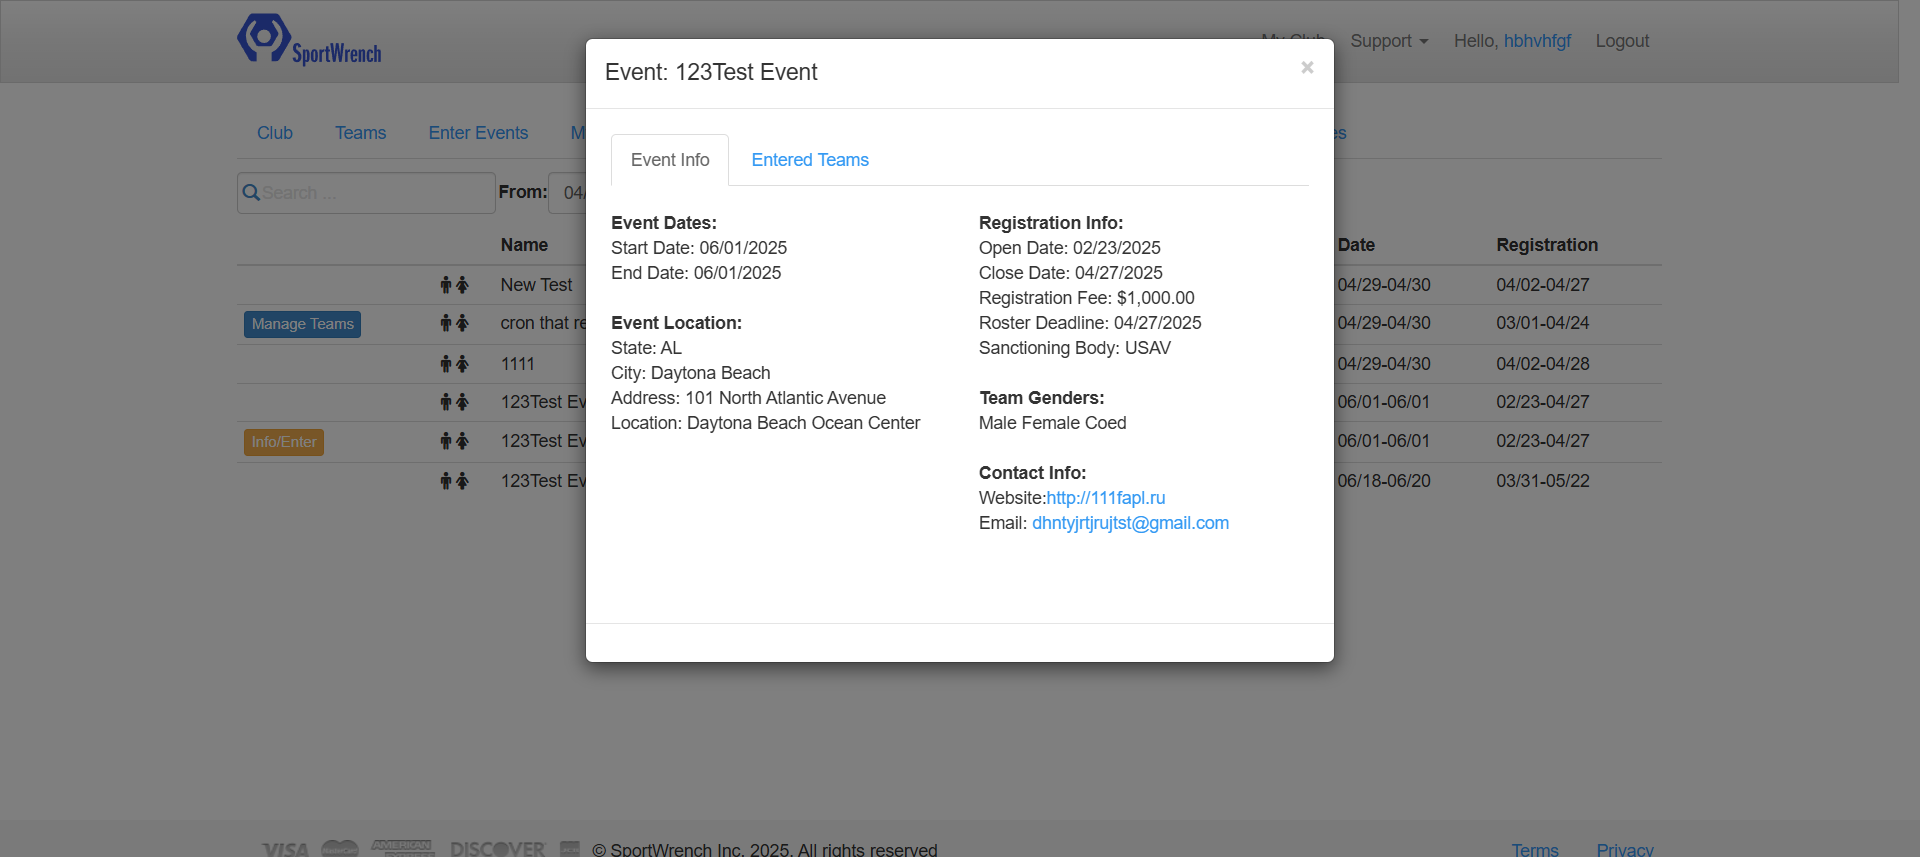 SportWrench
Support
Hello, hbhvhfgf
Logout
Event: 123Test Event
×
Club
Teams
Enter Events
Event Info
Entered Teams
Search ...
From:
Event Dates:
Start Date: 06/01/2025
End Date: 06/01/2025
Event Location:
State: AL
City: Daytona Beach
Address: 101 North Atlantic Avenue
Location: Daytona Beach Ocean Center
Registration Info:
Open Date: 02/23/2025
Close Date: 04/27/2025
Registration Fee: $1,000.00
Roster Deadline: 04/27/2025
Sanctioning Body: USAV
Team Genders:
Male Female Coed
Contact Info:
Website:http://111fapl.ru
Email: dhntyjrtjrujtst@gmail.com
Name Date Registration
New Test 04/29-04/30 04/02-04/27
Manage Teams cron that re 04/29-04/30 03/01-04/24
1111 04/29-04/30 04/02-04/28
123Test Ev 06/01-06/01 02/23-04/27
Info/Enter 123Test Ev 06/01-06/01 02/23-04/27
123Test Ev 06/18-06/20 03/31-05/22
VISA MasterCard AMERICAN EXPRESS DISCOVER
© SportWrench Inc. 2025. All rights reserved
Terms
Privacy